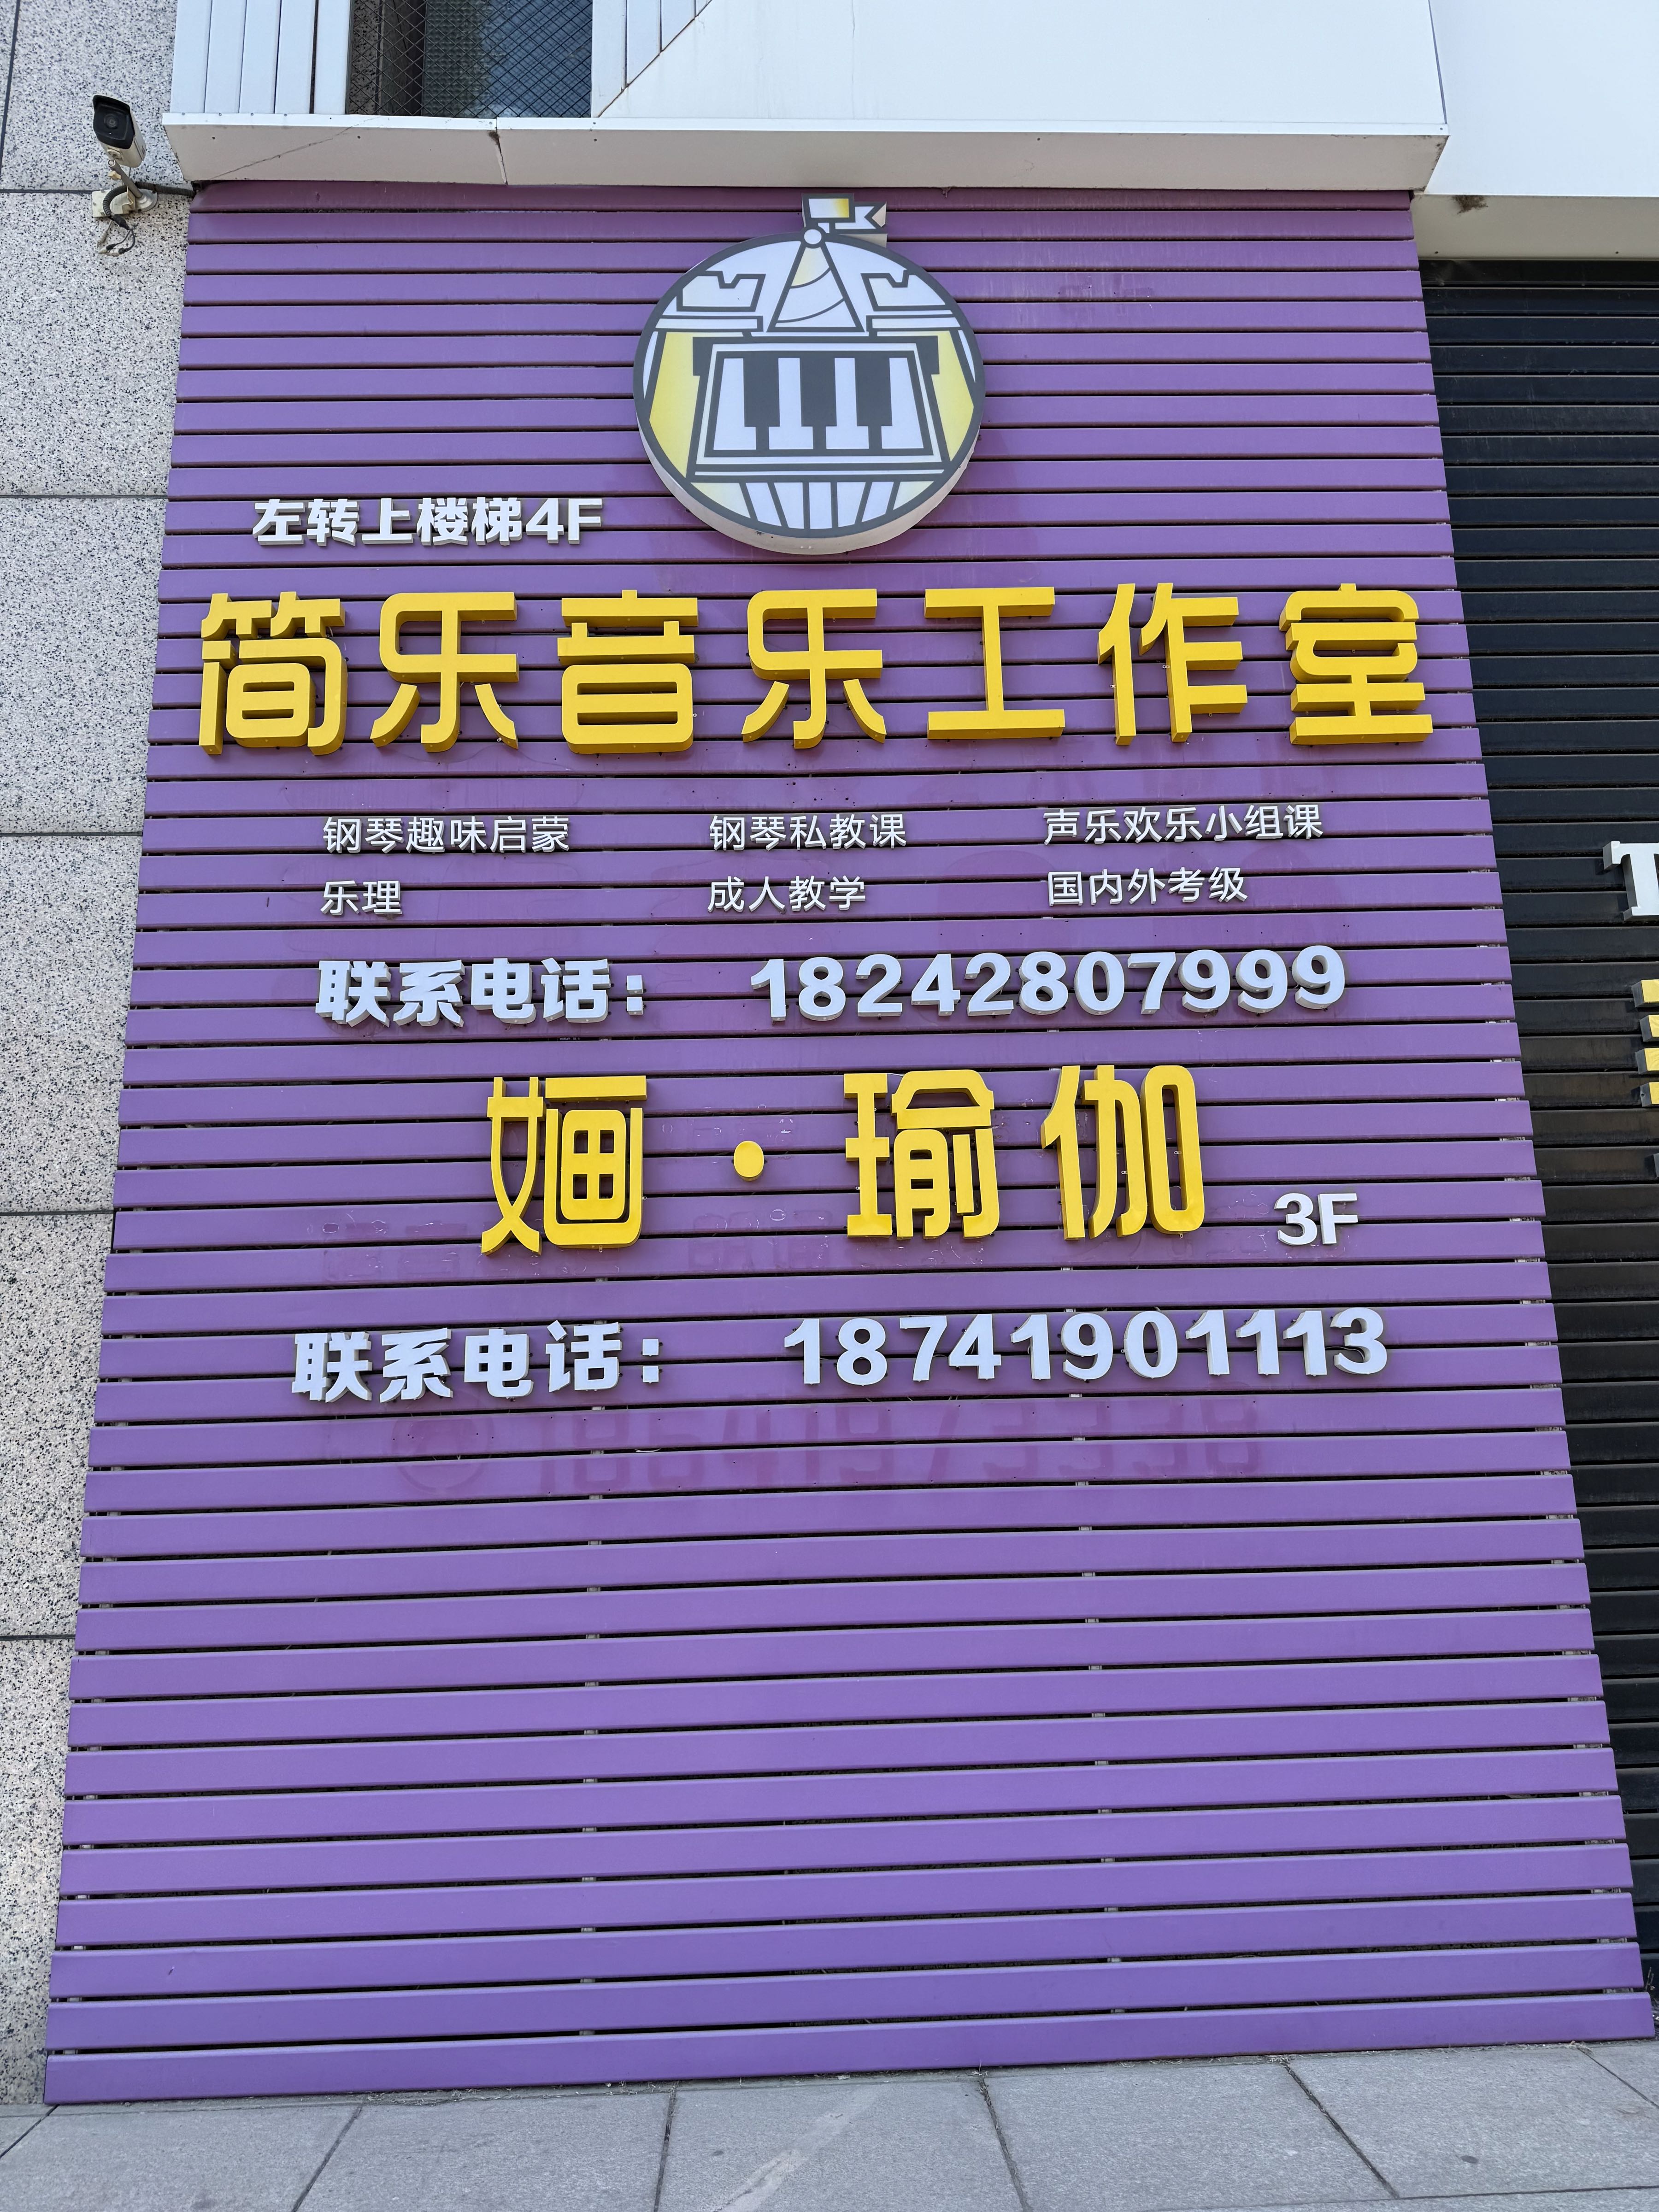 左转上楼梯4F
简乐音乐工作室
钢琴趣味启蒙 钢琴私教课 声乐欢乐小组课
乐理 成人教学 国内外考级
联系电话： 18242807999
婳·瑜伽 3F
联系电话： 18741901113